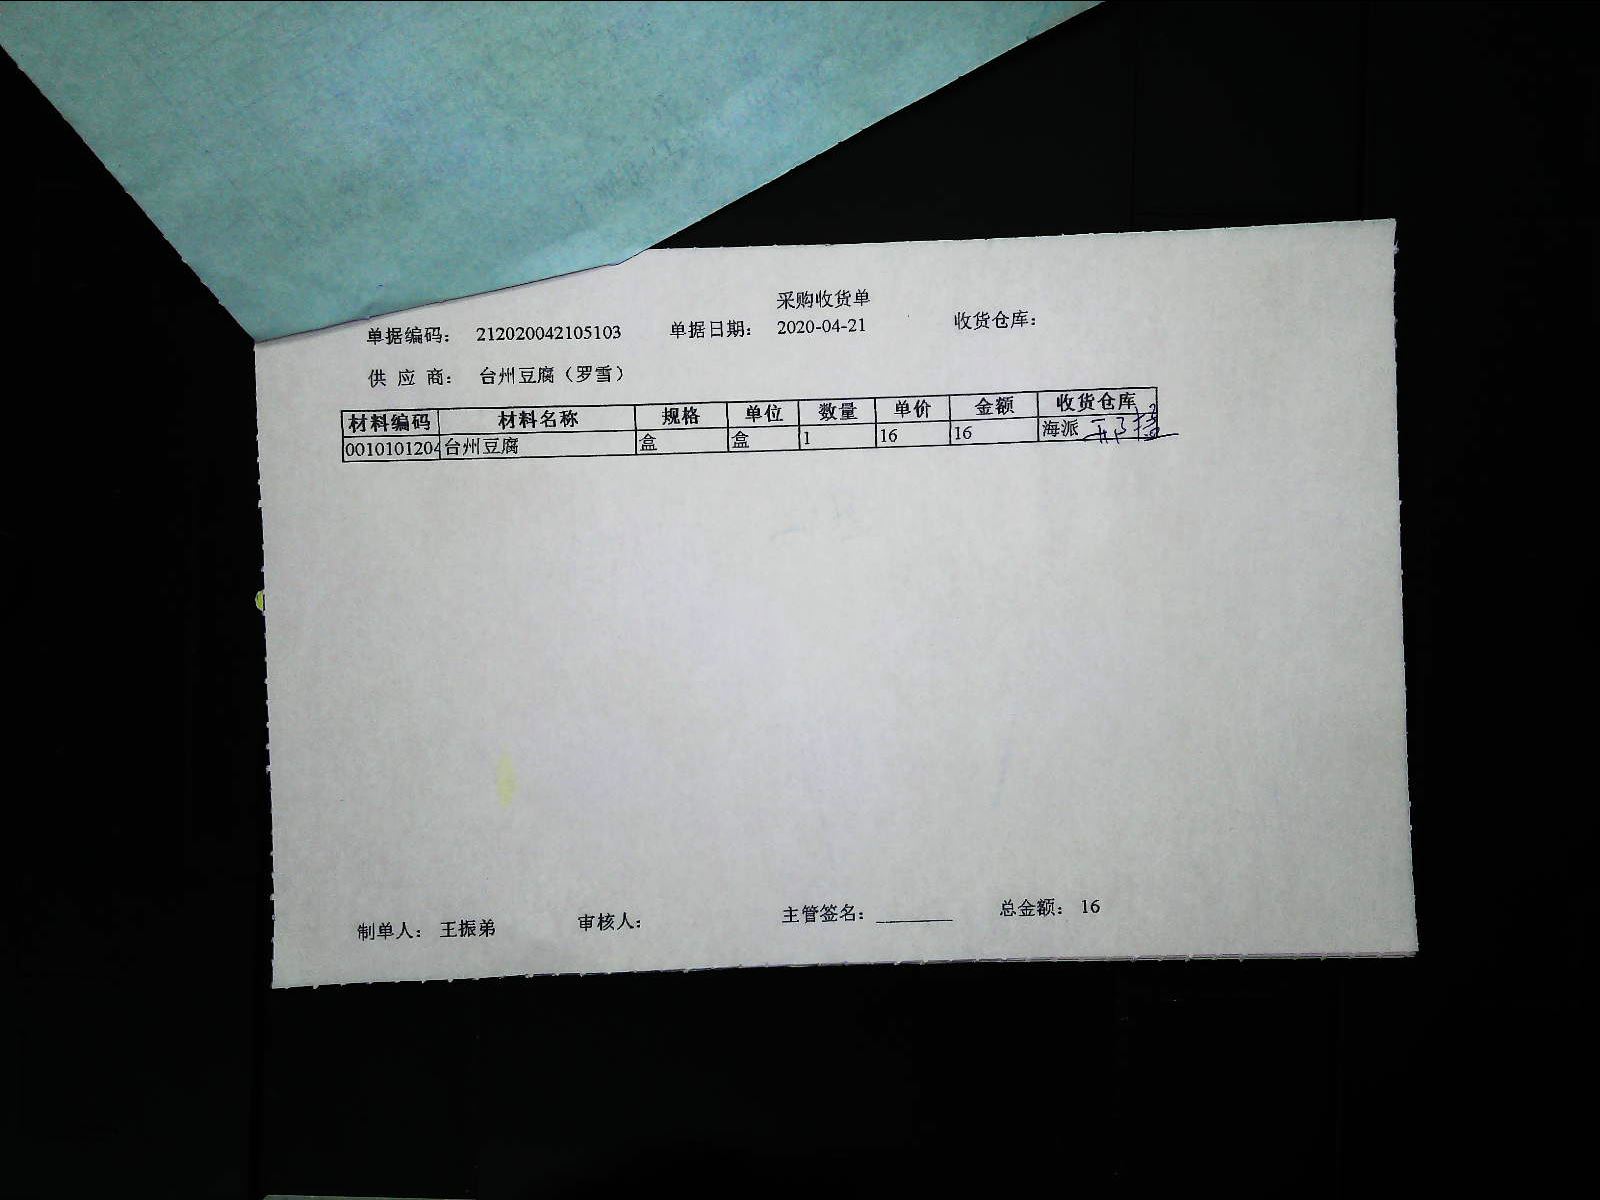 采购收货单
单据编码： 212020042105103 单据日期： 2020-04-21 收货仓库：
供 应 商： 台州豆腐（罗雪）
材料编码 材料名称 规格 单位 数量 单价 金额 收货仓库
0010101204 台州豆腐 盒 盒 1 16 16 海派
制单人： 王振弟 审核人： 主管签名： 总金额： 16